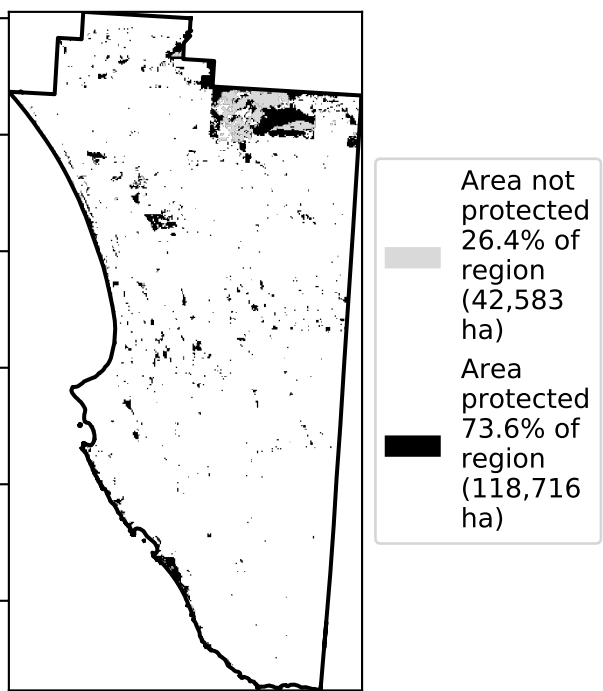 Area not
protected
26.4% of
region
(42,583
ha)
Area
protected
73.6% of
region
(118,716
ha)